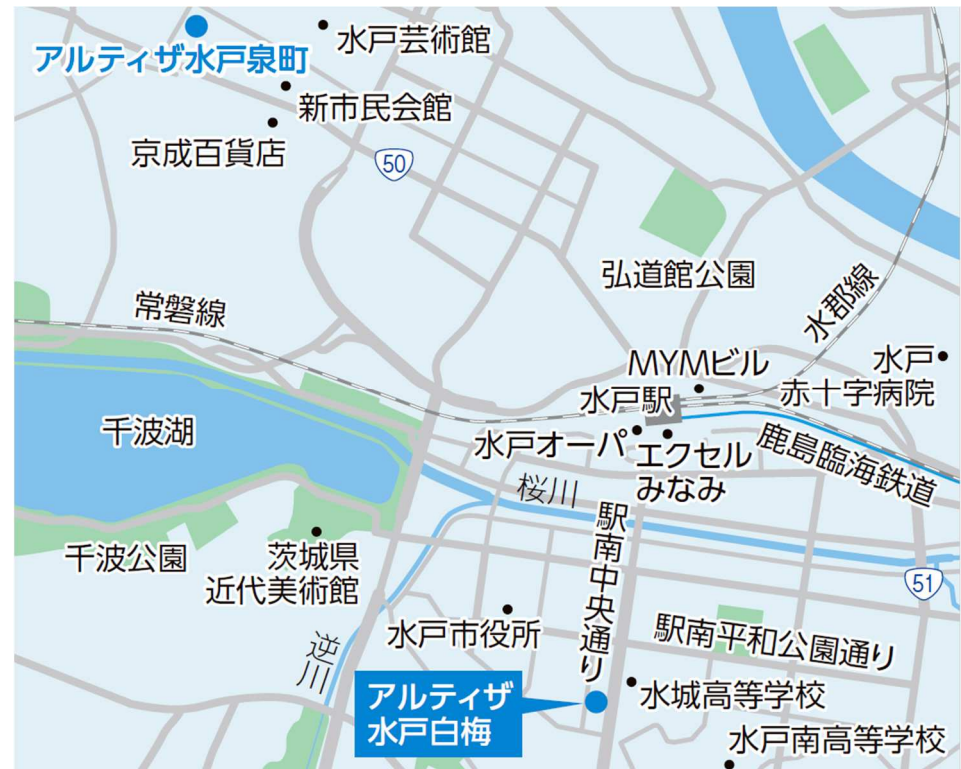 水戸芸術館
アルティザ水戸泉町
新市民会館
京成百貨店
50
弘道館公園
水郡線
常磐線
MYMビル
水戸
赤十字病院
水戸駅
千波湖
水戸オーパ
エクセル
みなみ
鹿島臨海鉄道
桜川
駅南中央通り
千波公園
茨城県
近代美術館
51
水戸市役所
駅南平和公園通り
逆川
アルティザ
水戸白梅
水城高等学校
水戸南高等学校